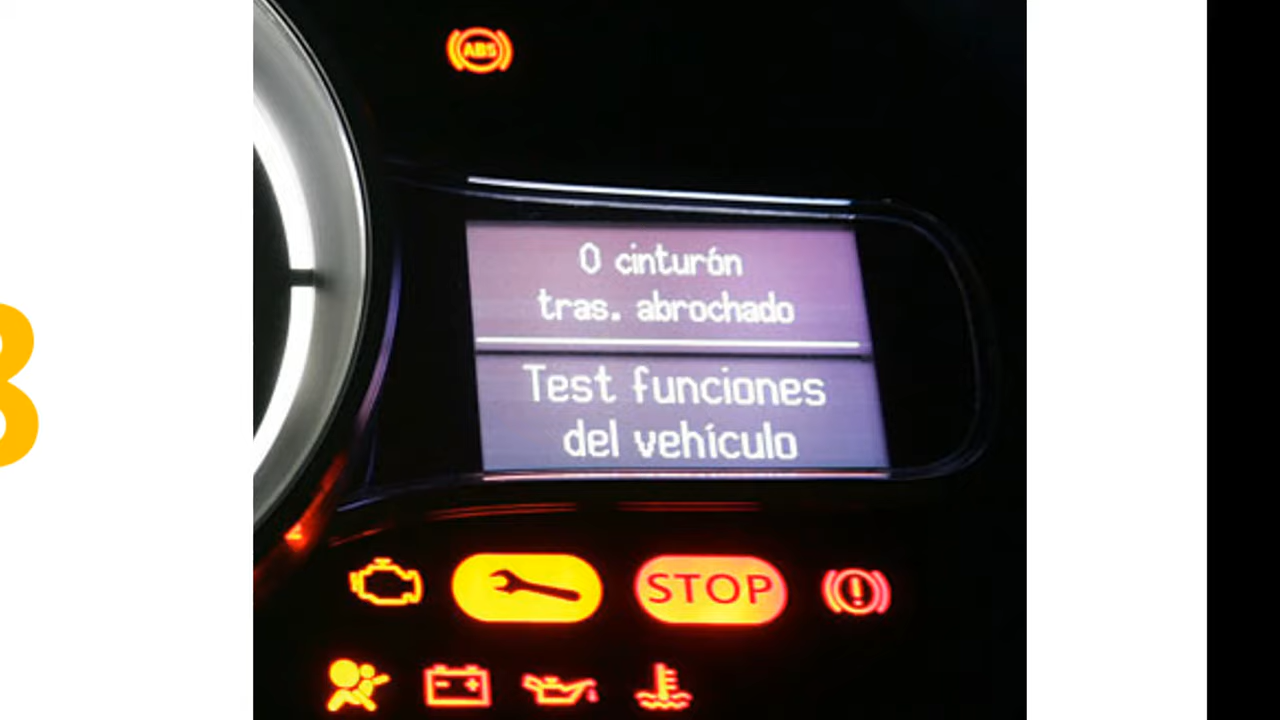 ABS
0 cinturón
tras. abrochado
Test funciones
del vehículo
STOP